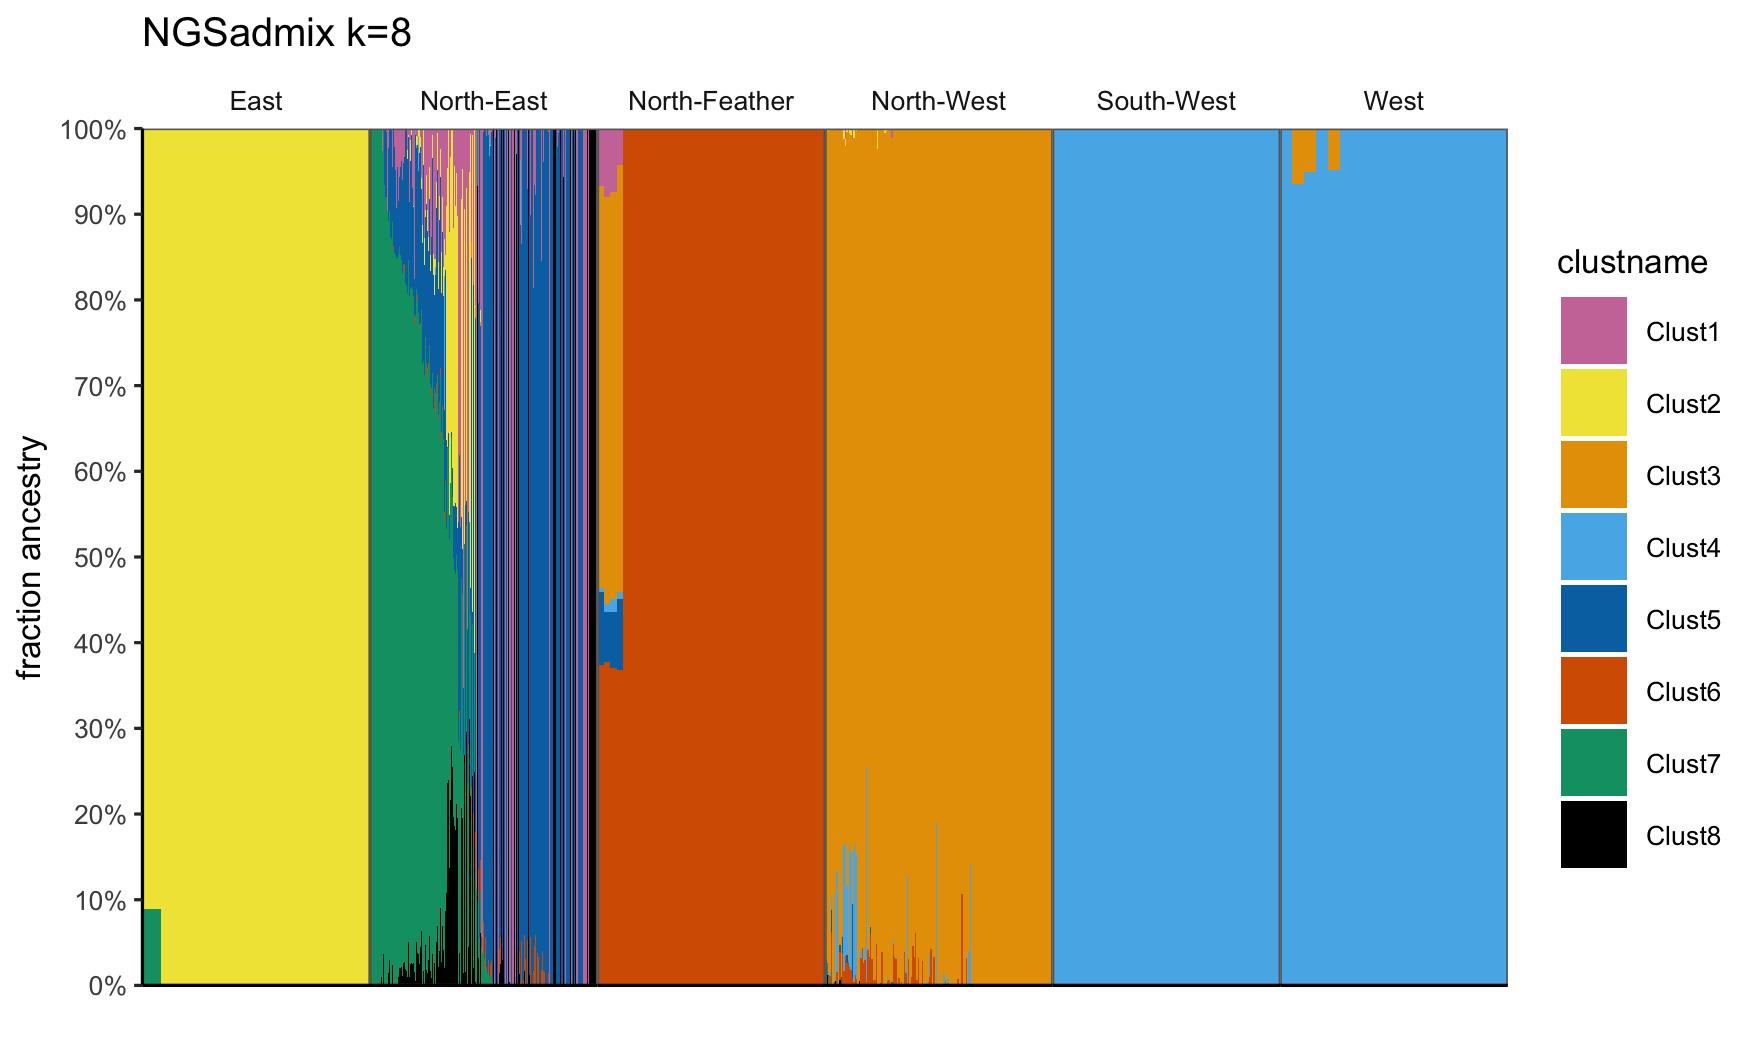 NGSadmix k=8
East North-East North-Feather North-West South-West West
100%
90%
80%
70%
60%
50%
40%
30%
20%
10%
0%
fraction ancestry
clustname
Clust1
Clust2
Clust3
Clust4
Clust5
Clust6
Clust7
Clust8